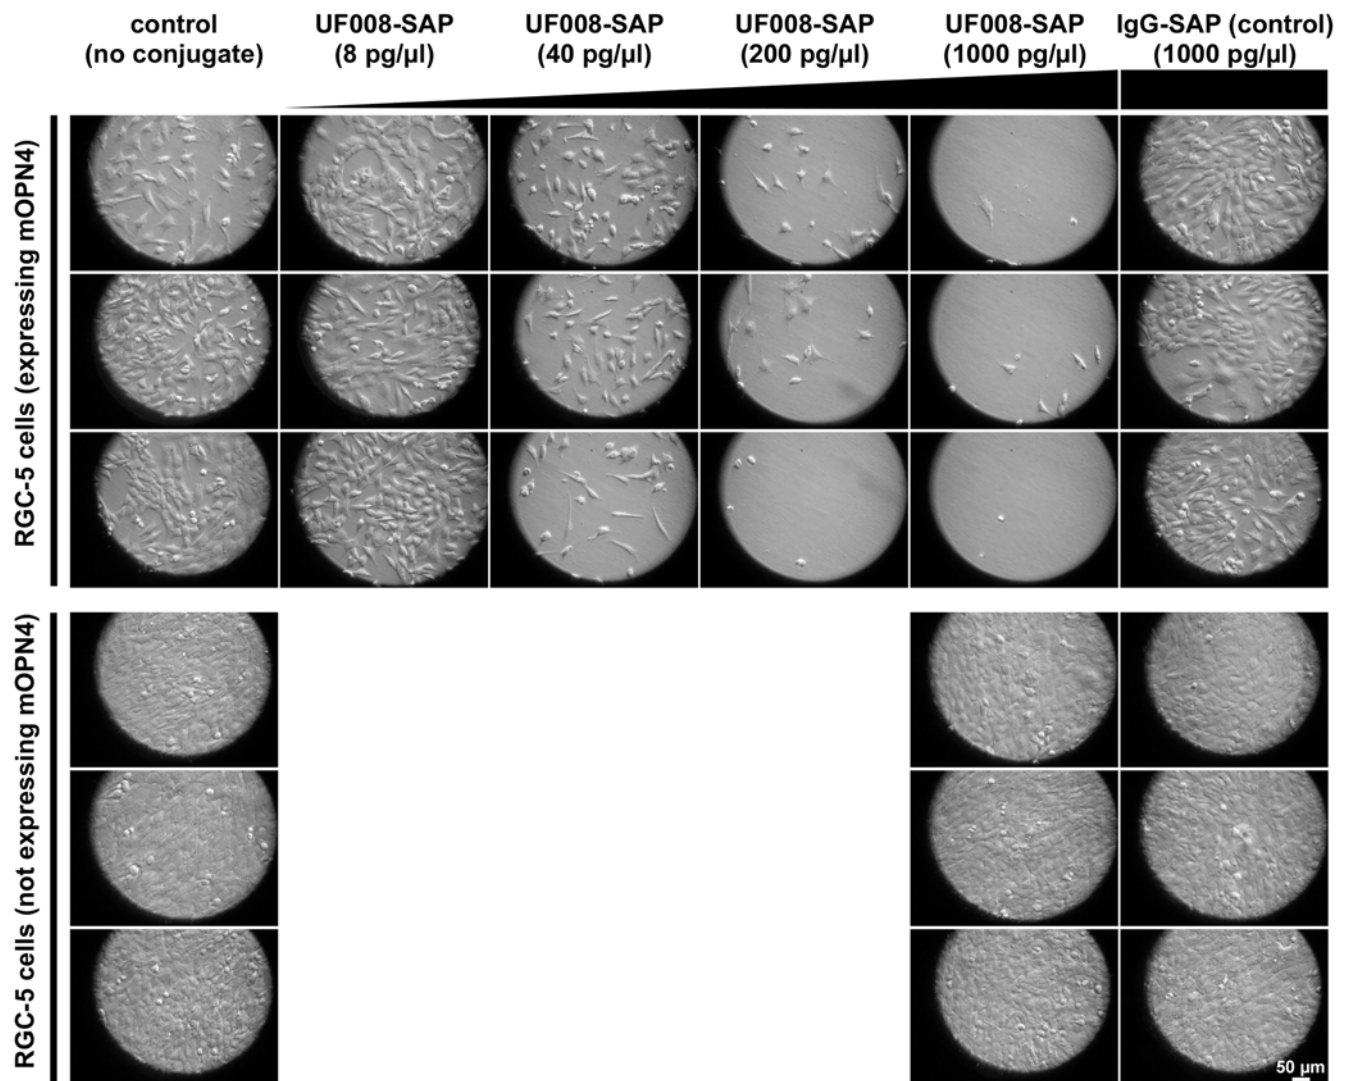 control
(no conjugate)
UF008-SAP
(8 pg/µl)
UF008-SAP
(40 pg/µl)
UF008-SAP
(200 pg/µl)
UF008-SAP
(1000 pg/µl)
IgG-SAP (control)
(1000 pg/µl)
RGC-5 cells (expressing mOPN4)
RGC-5 cells (not expressing mOPN4)
50 µm